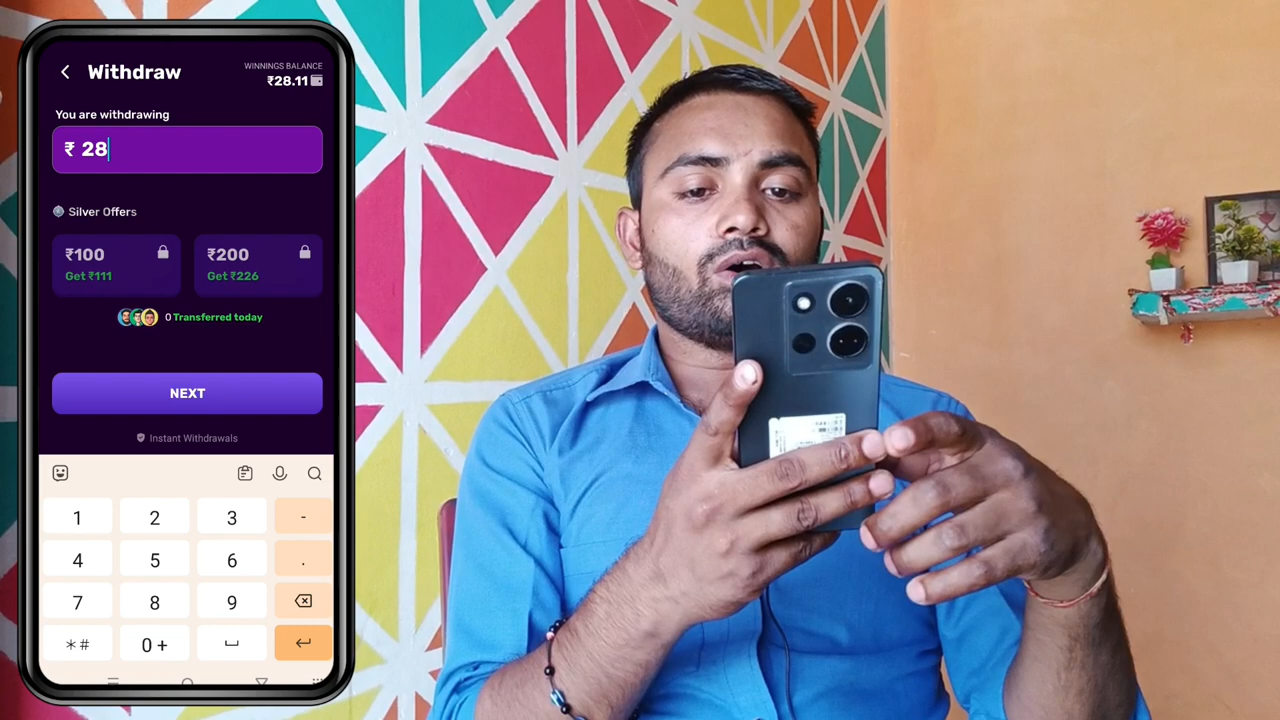 Withdraw
WINNINGS BALANCE
₹28.11
You are withdrawing
₹ 28
Silver Offers
₹100
Get ₹111
₹200
Get ₹226
0 Transferred today
NEXT
Instant Withdrawals
1 2 3 -
4 5 6 .
7 8 9
*# 0 +